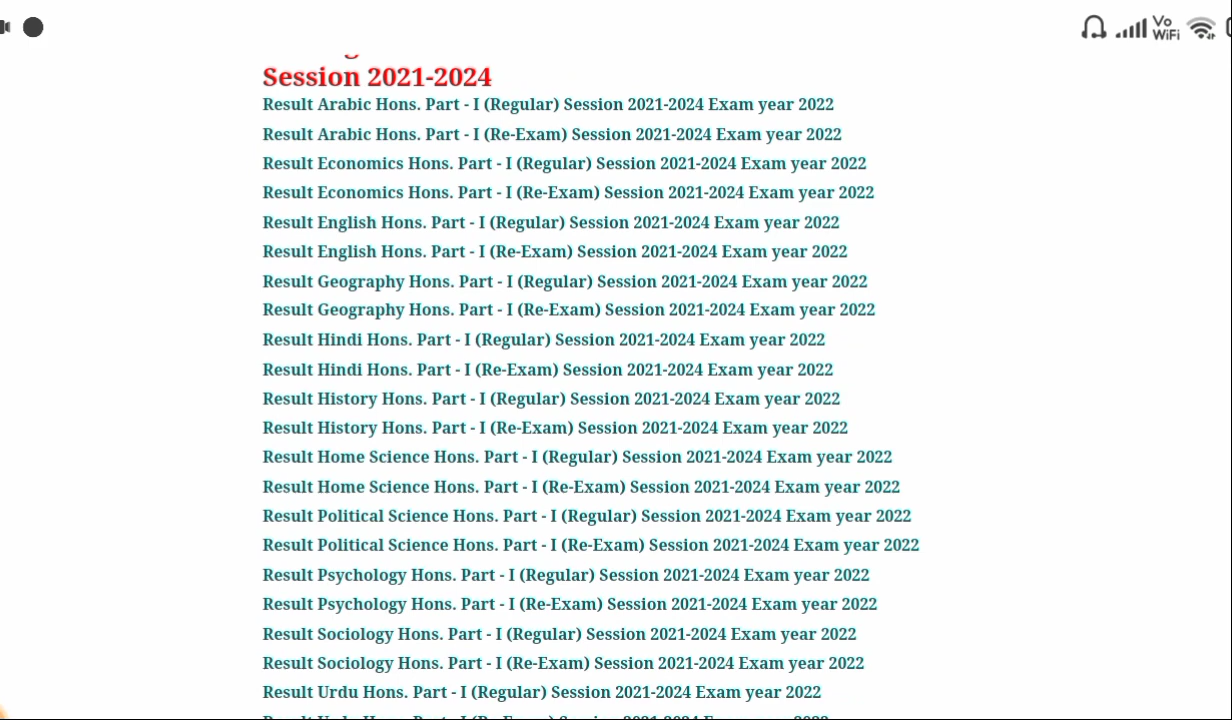 Vo
WiFi
Session 2021-2024
Result Arabic Hons. Part - I (Regular) Session 2021-2024 Exam year 2022
Result Arabic Hons. Part - I (Re-Exam) Session 2021-2024 Exam year 2022
Result Economics Hons. Part - I (Regular) Session 2021-2024 Exam year 2022
Result Economics Hons. Part - I (Re-Exam) Session 2021-2024 Exam year 2022
Result English Hons. Part - I (Regular) Session 2021-2024 Exam year 2022
Result English Hons. Part - I (Re-Exam) Session 2021-2024 Exam year 2022
Result Geography Hons. Part - I (Regular) Session 2021-2024 Exam year 2022
Result Geography Hons. Part - I (Re-Exam) Session 2021-2024 Exam year 2022
Result Hindi Hons. Part - I (Regular) Session 2021-2024 Exam year 2022
Result Hindi Hons. Part - I (Re-Exam) Session 2021-2024 Exam year 2022
Result History Hons. Part - I (Regular) Session 2021-2024 Exam year 2022
Result History Hons. Part - I (Re-Exam) Session 2021-2024 Exam year 2022
Result Home Science Hons. Part - I (Regular) Session 2021-2024 Exam year 2022
Result Home Science Hons. Part - I (Re-Exam) Session 2021-2024 Exam year 2022
Result Political Science Hons. Part - I (Regular) Session 2021-2024 Exam year 2022
Result Political Science Hons. Part - I (Re-Exam) Session 2021-2024 Exam year 2022
Result Psychology Hons. Part - I (Regular) Session 2021-2024 Exam year 2022
Result Psychology Hons. Part - I (Re-Exam) Session 2021-2024 Exam year 2022
Result Sociology Hons. Part - I (Regular) Session 2021-2024 Exam year 2022
Result Sociology Hons. Part - I (Re-Exam) Session 2021-2024 Exam year 2022
Result Urdu Hons. Part - I (Regular) Session 2021-2024 Exam year 2022